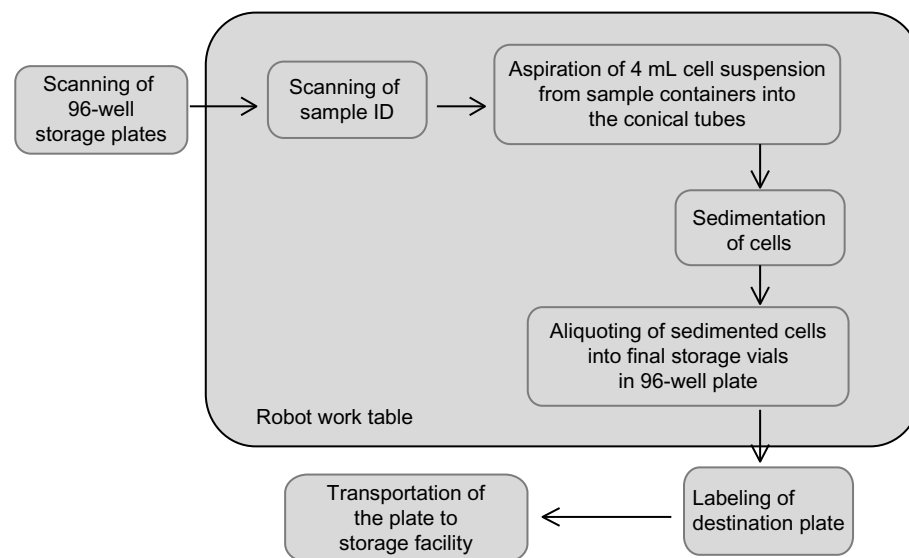 Scanning of
96-well
storage plates
Scanning of
sample ID
Aspiration of 4 mL cell suspension
from sample containers into
the conical tubes
Sedimentation
of cells
Aliquoting of sedimented cells
into final storage vials
in 96-well plate
Robot work table
Labeling of
destination plate
Transportation of
the plate to
storage facility